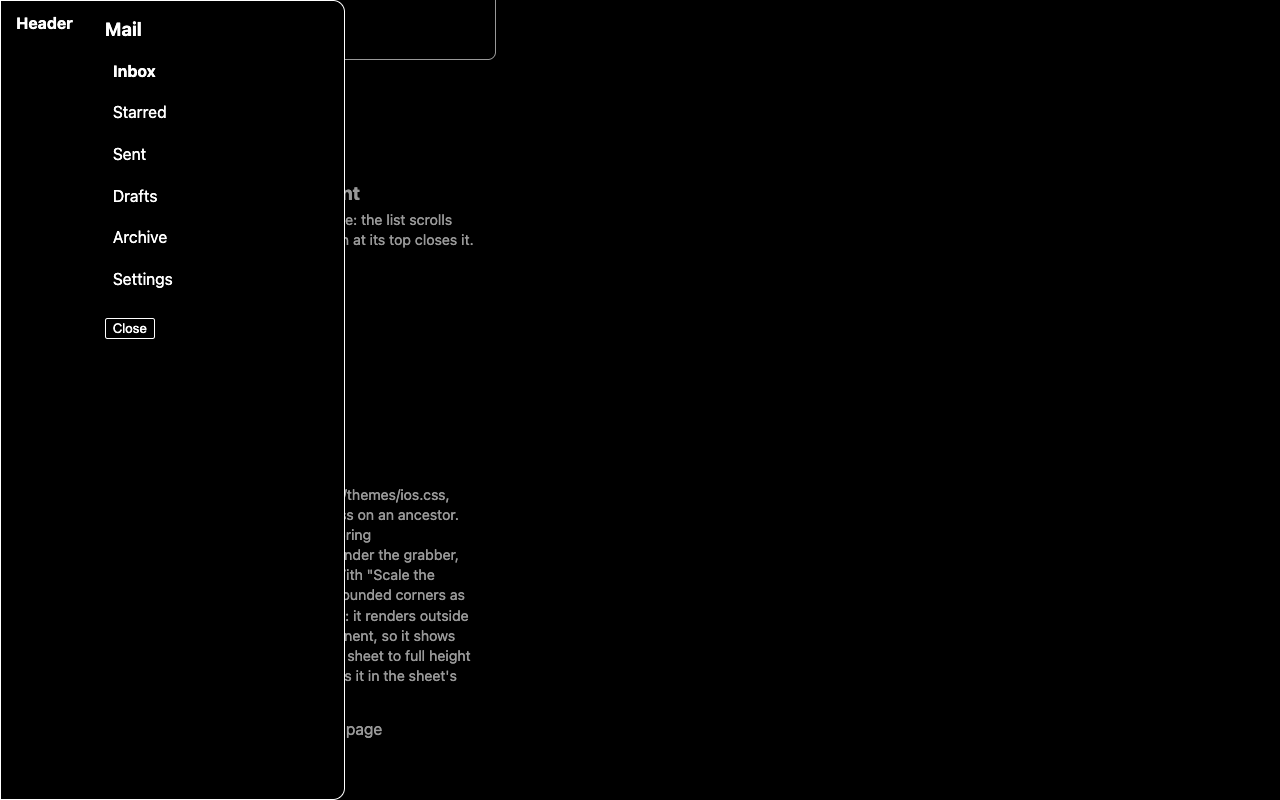 Header
Mail
Inbox
Starred
Sent
Drafts
Archive
Settings
Close
e: the list scrolls
at its top closes it.
/themes/ios.css,
on an ancestor.
ring
nder the grabber,
ith "Scale the
ounded corners as
: it renders outside
nent, so it shows
sheet to full height
s it in the sheet's
page